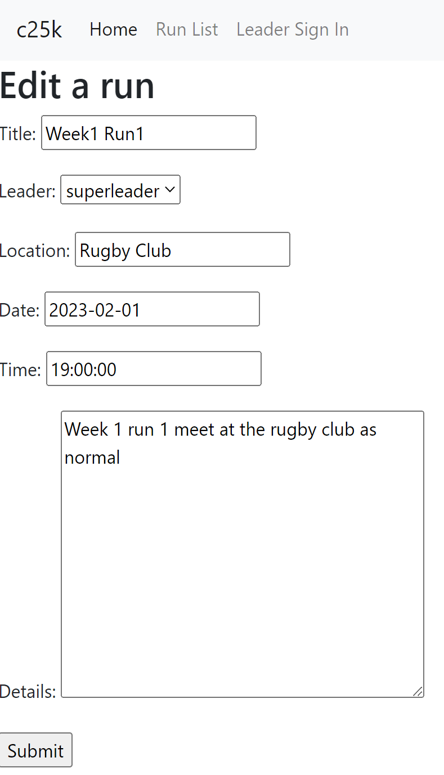 c25k Home Run List Leader Sign In
Edit a run
Title: Week1 Run1
Leader: superleader
Location: Rugby Club
Date: 2023-02-01
Time: 19:00:00
Week 1 run 1 meet at the rugby club as
normal
Details:
Submit